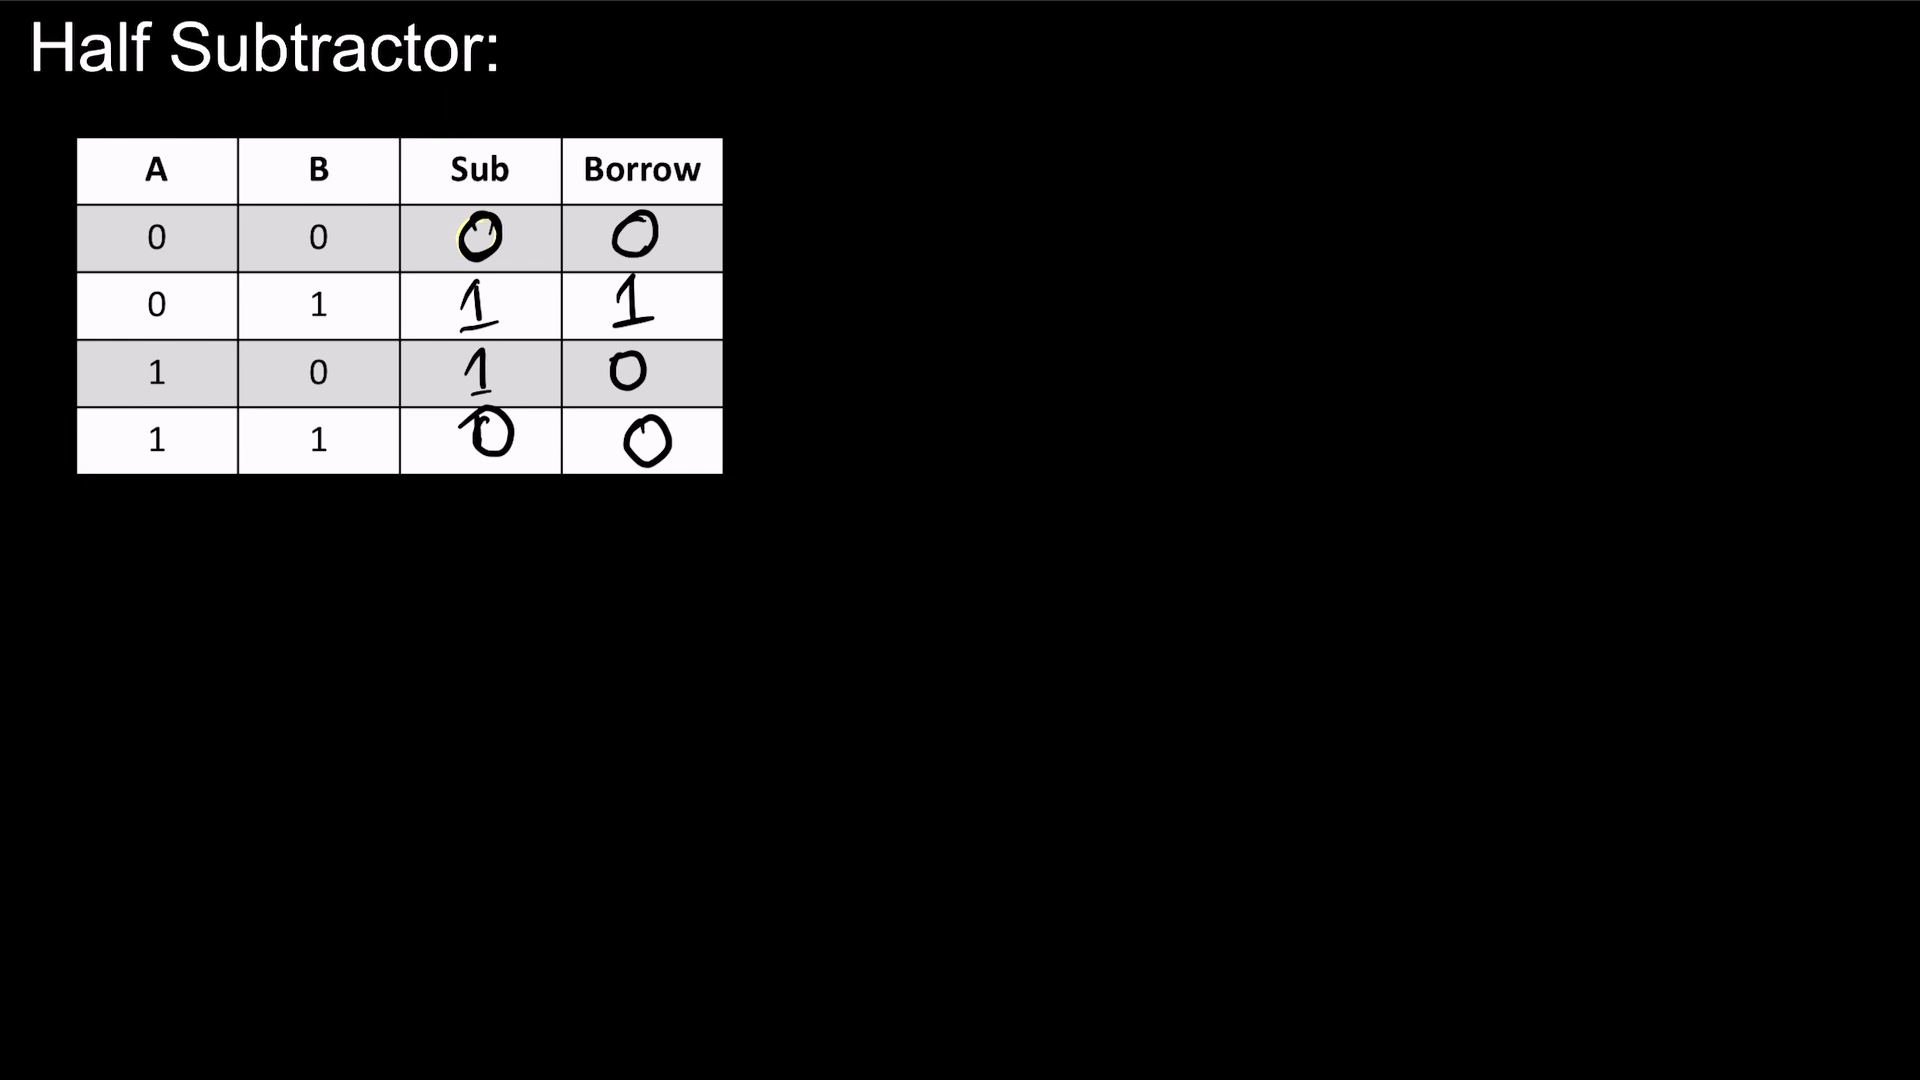 Half Subtractor:
A B Sub Borrow
0 0 0 0
0 1 1 1
1 0 1 0
1 1 0 0